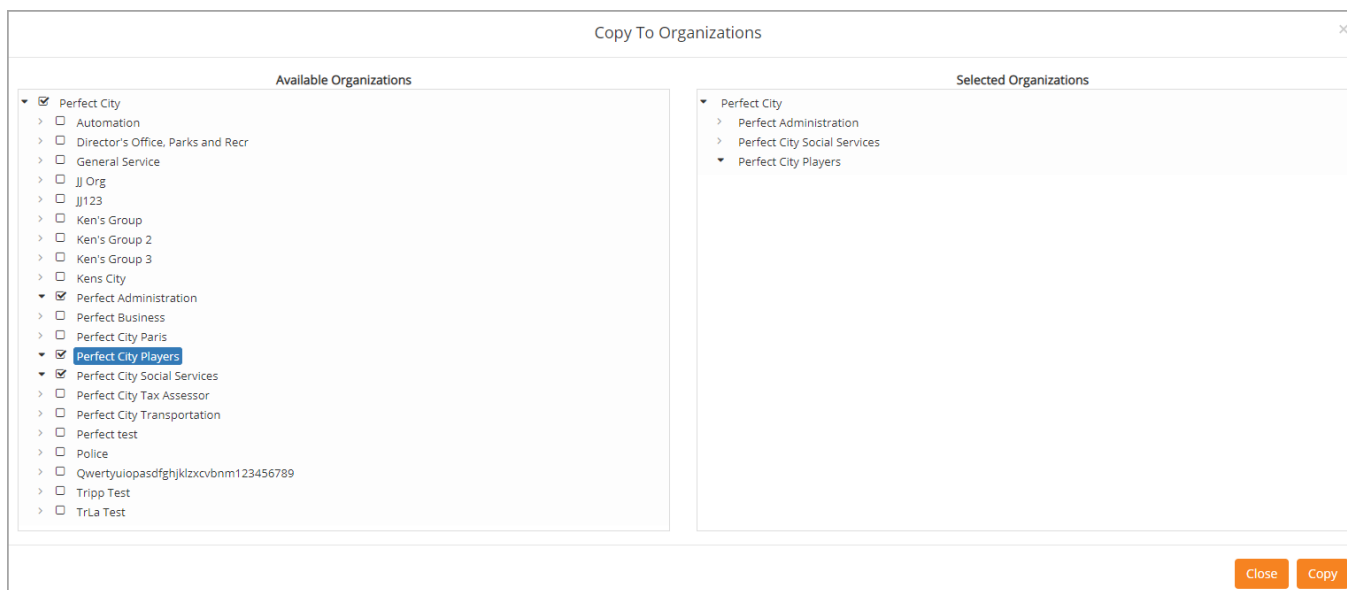 Copy To Organizations
Available Organizations
Perfect City
Automation
Director's Office, Parks and Recr
General Service
JJ Org
JJ123
Ken's Group
Ken's Group 2
Ken's Group 3
Kens City
Perfect Administration
Perfect Business
Perfect City Paris
Perfect City Players
Perfect City Social Services
Perfect City Tax Assessor
Perfect City Transportation
Perfect test
Police
Qwertyuiopasdfghjklzxcvbnm123456789
Tripp Test
TrLa Test
Selected Organizations
Perfect City
Perfect Administration
Perfect City Social Services
Perfect City Players
Close
Copy